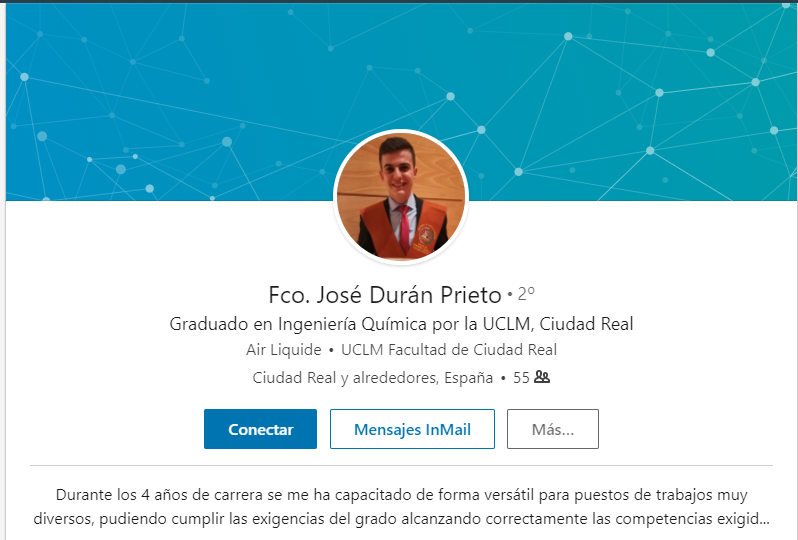 Fco. José Durán Prieto • 2º
Graduado en Ingeniería Química por la UCLM, Ciudad Real
Air Liquide • UCLM Facultad de Ciudad Real
Ciudad Real y alrededores, España • 55
Conectar Mensajes InMail Más...
Durante los 4 años de carrera se me ha capacitado de forma versátil para puestos de trabajos muy
diversos, pudiendo cumplir las exigencias del grado alcanzando correctamente las competencias exigid...